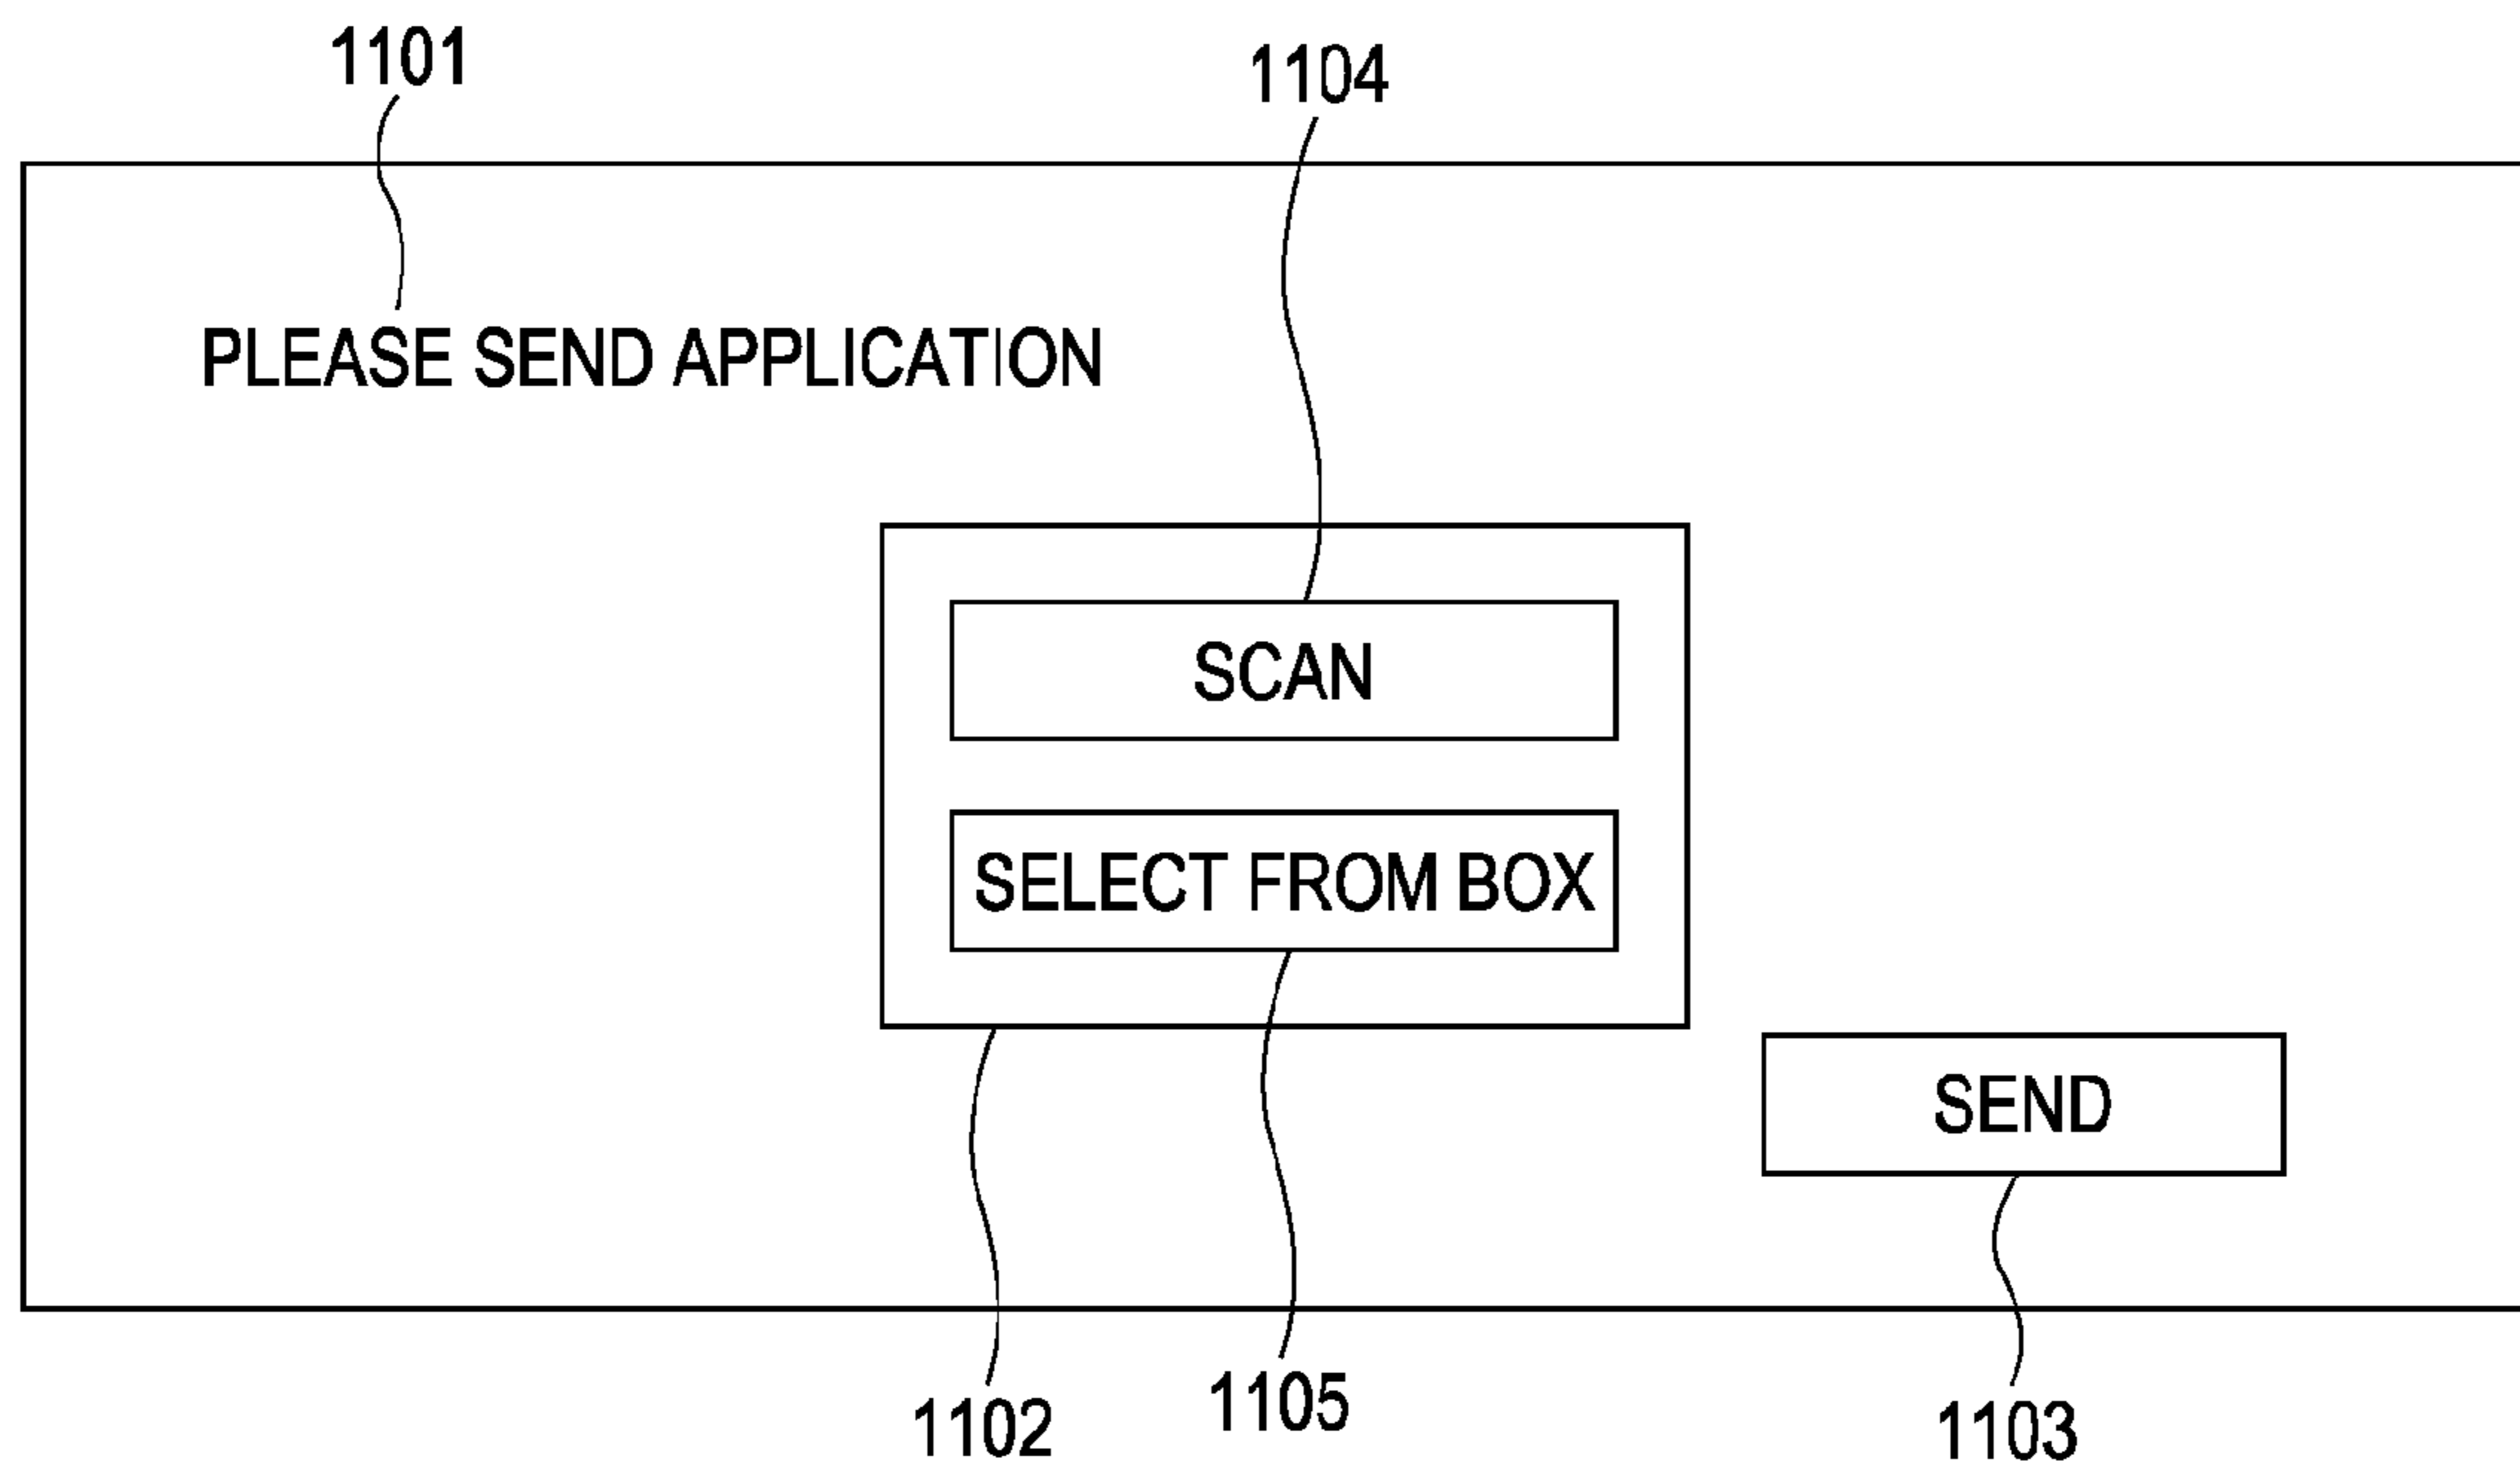 1101
1104
PLEASE SEND APPLICATION
SCAN
SELECT FROM BOX
SEND
1102
1105
1103